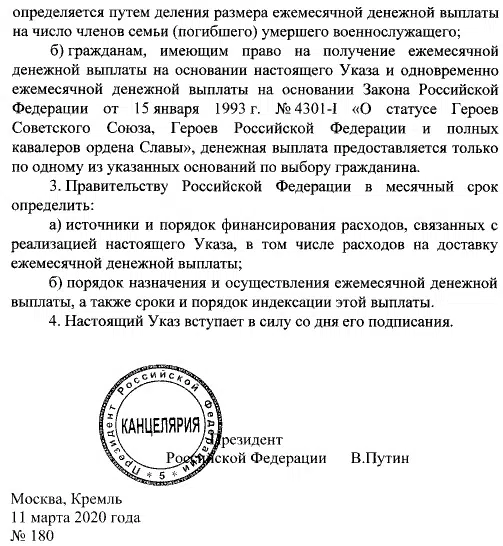 определяется путем деления размера ежемесячной денежной выплаты
на число членов семьи (погибшего) умершего военнослужащего;
б) гражданам, имеющим право на получение ежемесячной
денежной выплаты на основании настоящего Указа и одновременно
ежемесячной денежной выплаты на основании Закона Российской
Федерации от 15 января 1993 г. № 4301-I «О статусе Героев
Советского Союза, Героев Российской Федерации и полных
кавалеров ордена Славы», денежная выплата предоставляется только
по одному из указанных оснований по выбору гражданина.
3. Правительству Российской Федерации в месячный срок
определить:
а) источники и порядок финансирования расходов, связанных с
реализацией настоящего Указа, в том числе расходов на доставку
ежемесячной денежной выплаты;
б) порядок назначения и осуществления ежемесячной денежной
выплаты, а также сроки и порядок индексации этой выплаты.
4. Настоящий Указ вступает в силу со дня его подписания.
Президент Российской Федерации
* 5 *
КАНЦЕЛЯРИЯ
Президент
Российской Федерации В.Путин
Москва, Кремль
11 марта 2020 года
№ 180